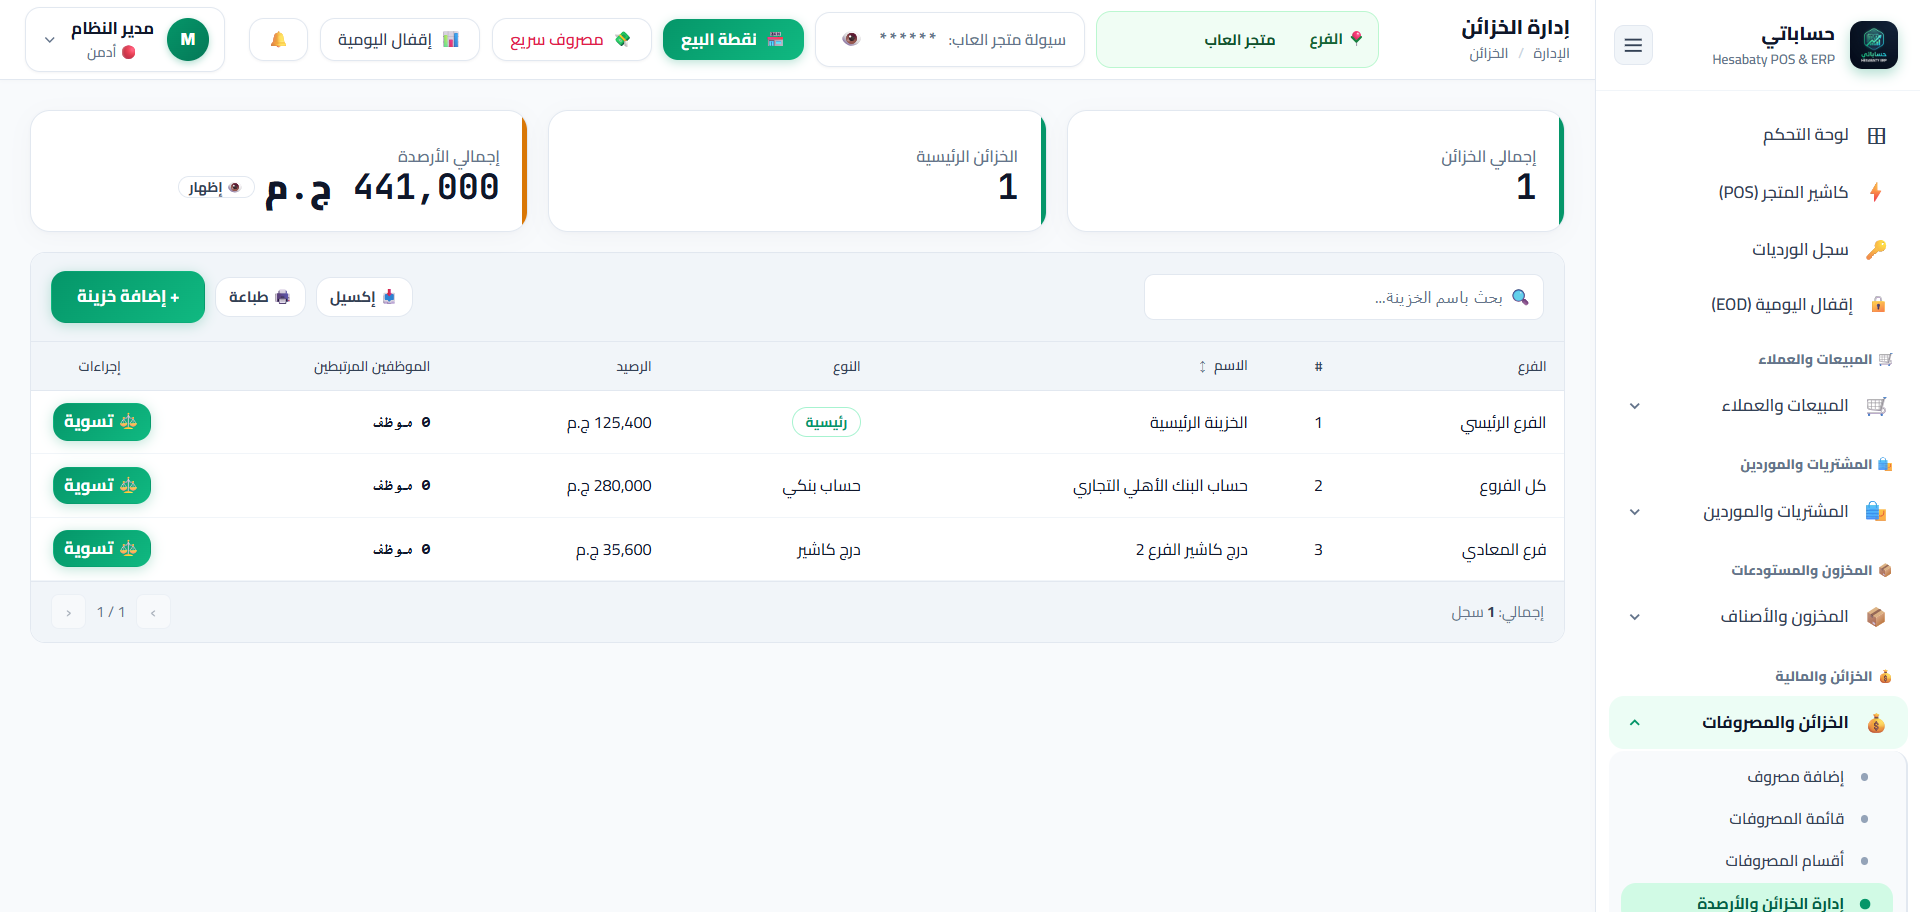 حساباتي
Hesabaty POS & ERP
لوحة التحكم
كاشير المتجر (POS)
سجل الورديات
إقفال اليومية (EOD)
المبيعات والعملاء
المبيعات والعملاء
المشتريات والموردين
المشتريات والموردين
المخزون والمستودعات
المخزون والأصناف
الخزائن والمالية
الخزائن والمصروفات
إضافة مصروف
قائمة المصروفات
أقسام المصروفات
إدارة الخزائن والأرصدة
إدارة الخزائن
الإدارة / الخزائن
الفرع متجر العاب
سيولة متجر العاب: ******
نقطة البيع
مصروف سريع
إقفال اليومية
M
مدير النظام
أدمن
إجمالي الخزائن
1
الخزائن الرئيسية
1
إجمالي الأرصدة
441,000 ج.م إظهار
بحث باسم الخزينة...
إكسيل
طباعة
+ إضافة خزينة
الفرع # الاسم ↕ النوع الرصيد الموظفين المرتبطين إجراءات
الفرع الرئيسي 1 الخزينة الرئيسية رئيسية 125,400 ج.م 0 موظف تسوية
كل الفروع 2 حساب البنك الأهلي التجاري حساب بنكي 280,000 ج.م 0 موظف تسوية
فرع المعادي 3 درج كاشير الفرع 2 درج كاشير 35,600 ج.م 0 موظف تسوية
إجمالي: 1 سجل
1 / 1